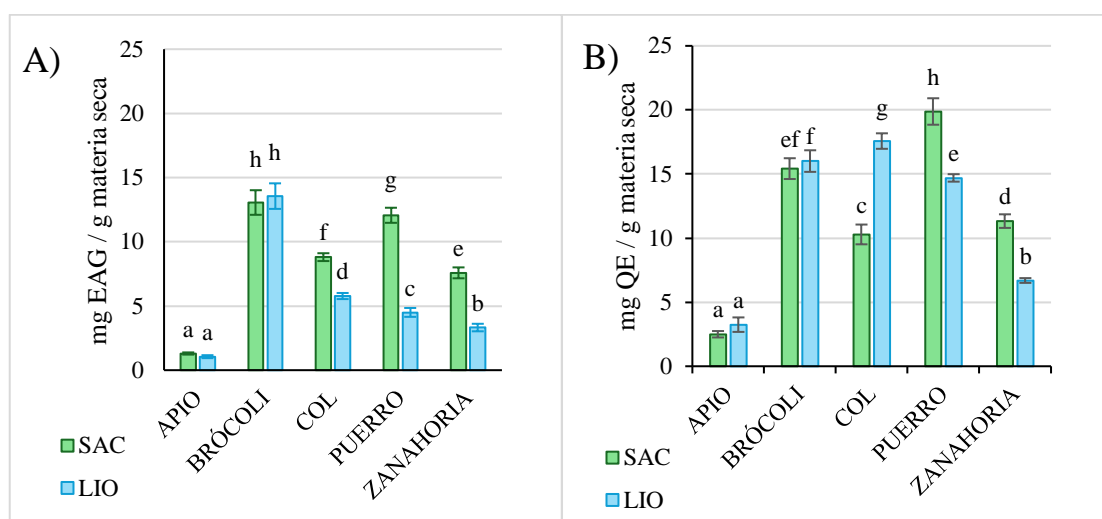 A)
mg EAG / g materia seca
25
20
15
10
5
0
a a
h h
f d
g c
e b
APIO
BRÓCOLI
COL
PUERRO
ZANAHORIA
SAC
LIO
B)
mg QE / g materia seca
25
20
15
10
5
0
a a
ef f
c g
h e
d b
APIO
BRÓCOLI
COL
PUERRO
ZANAHORIA
SAC
LIO